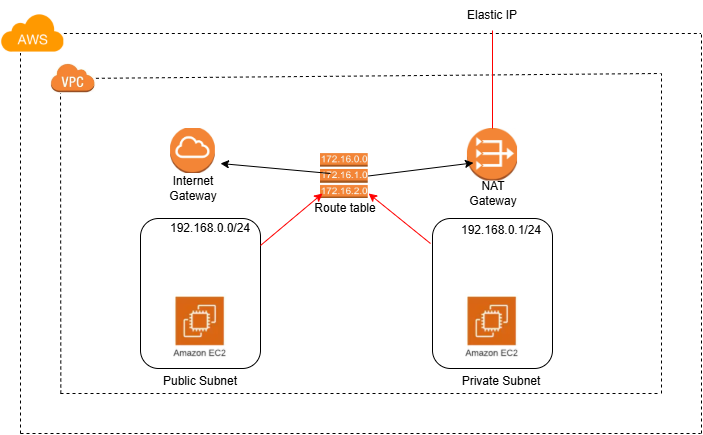 Elastic IP
AWS
VPC
172.16.0.0
172.16.1.0
172.16.2.0
Route table
Internet
Gateway
NAT
Gateway
192.168.0.0/24
192.168.0.1/24
Amazon EC2
Amazon EC2
Public Subnet
Private Subnet